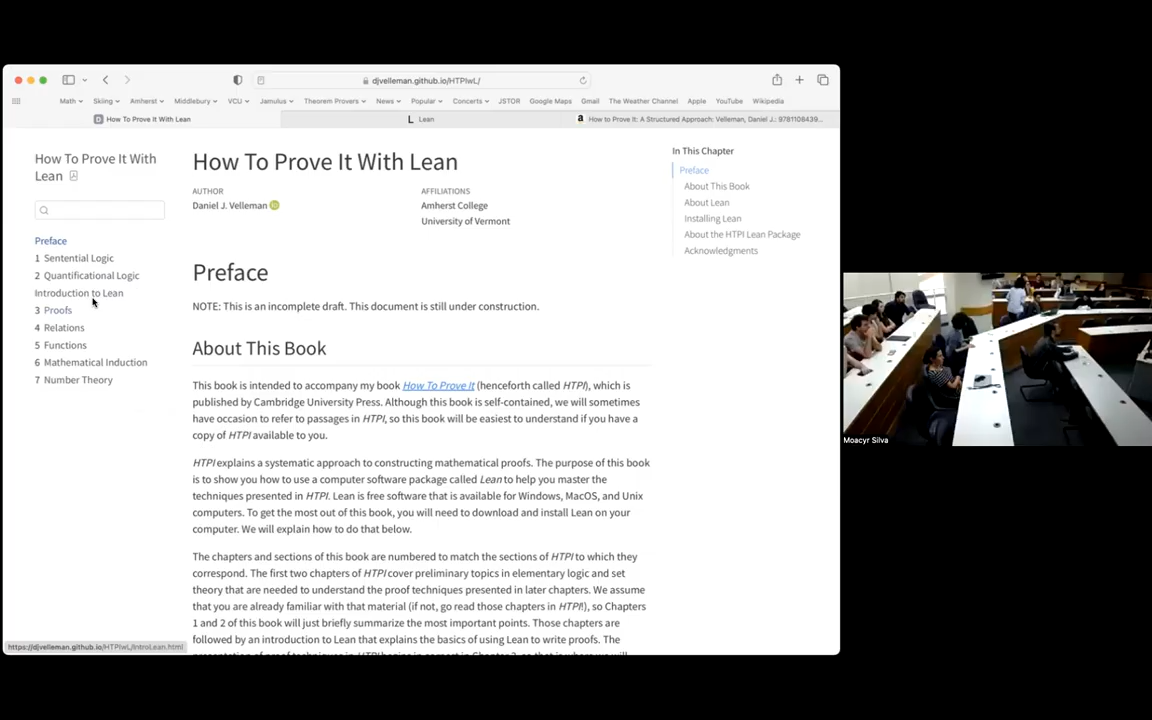 djvelleman.github.io/HTPIwL/
Math Skiing Amherst Middlebury VCU Jamulus Theorem Provers News Popular Concerts JSTOR Google Maps Gmail The Weather Channel Apple YouTube Wikipedia
How To Prove It With Lean
L Lean
How to Prove It: A Structured Approach: Velleman, Daniel J.: 9781108439...
How To Prove It With
Lean
Preface
1 Sentential Logic
2 Quantificational Logic
Introduction to Lean
3 Proofs
4 Relations
5 Functions
6 Mathematical Induction
7 Number Theory
How To Prove It With Lean
AUTHOR
Daniel J. Velleman
AFFILIATIONS
Amherst College
University of Vermont
Preface
NOTE: This is an incomplete draft. This document is still under construction.
About This Book
This book is intended to accompany my book How To Prove It (henceforth called HTPI), which is
published by Cambridge University Press. Although this book is self-contained, we will sometimes
have occasion to refer to passages in HTPI, so this book will be easiest to understand if you have a
copy of HTPI available to you.
HTPI explains a systematic approach to constructing mathematical proofs. The purpose of this book
is to show you how to use a computer software package called Lean to help you master the
techniques presented in HTPI. Lean is free software that is available for Windows, MacOS, and Unix
computers. To get the most out of this book, you will need to download and install Lean on your
computer. We will explain how to do that below.
The chapters and sections of this book are numbered to match the sections of HTPI to which they
correspond. The first two chapters of HTPI cover preliminary topics in elementary logic and set
theory that are needed to understand the proof techniques presented in later chapters. We assume
that you are already familiar with that material (if not, go read those chapters in HTPI!), so Chapters
1 and 2 of this book will just briefly summarize the most important points. Those chapters are
followed by an introduction to Lean that explains the basics of using Lean to write proofs. The
In This Chapter
Preface
About This Book
About Lean
Installing Lean
About the HTPI Lean Package
Acknowledgments
https://djvelleman.github.io/HTPIwL/IntroLean.html
Moacyr Silva